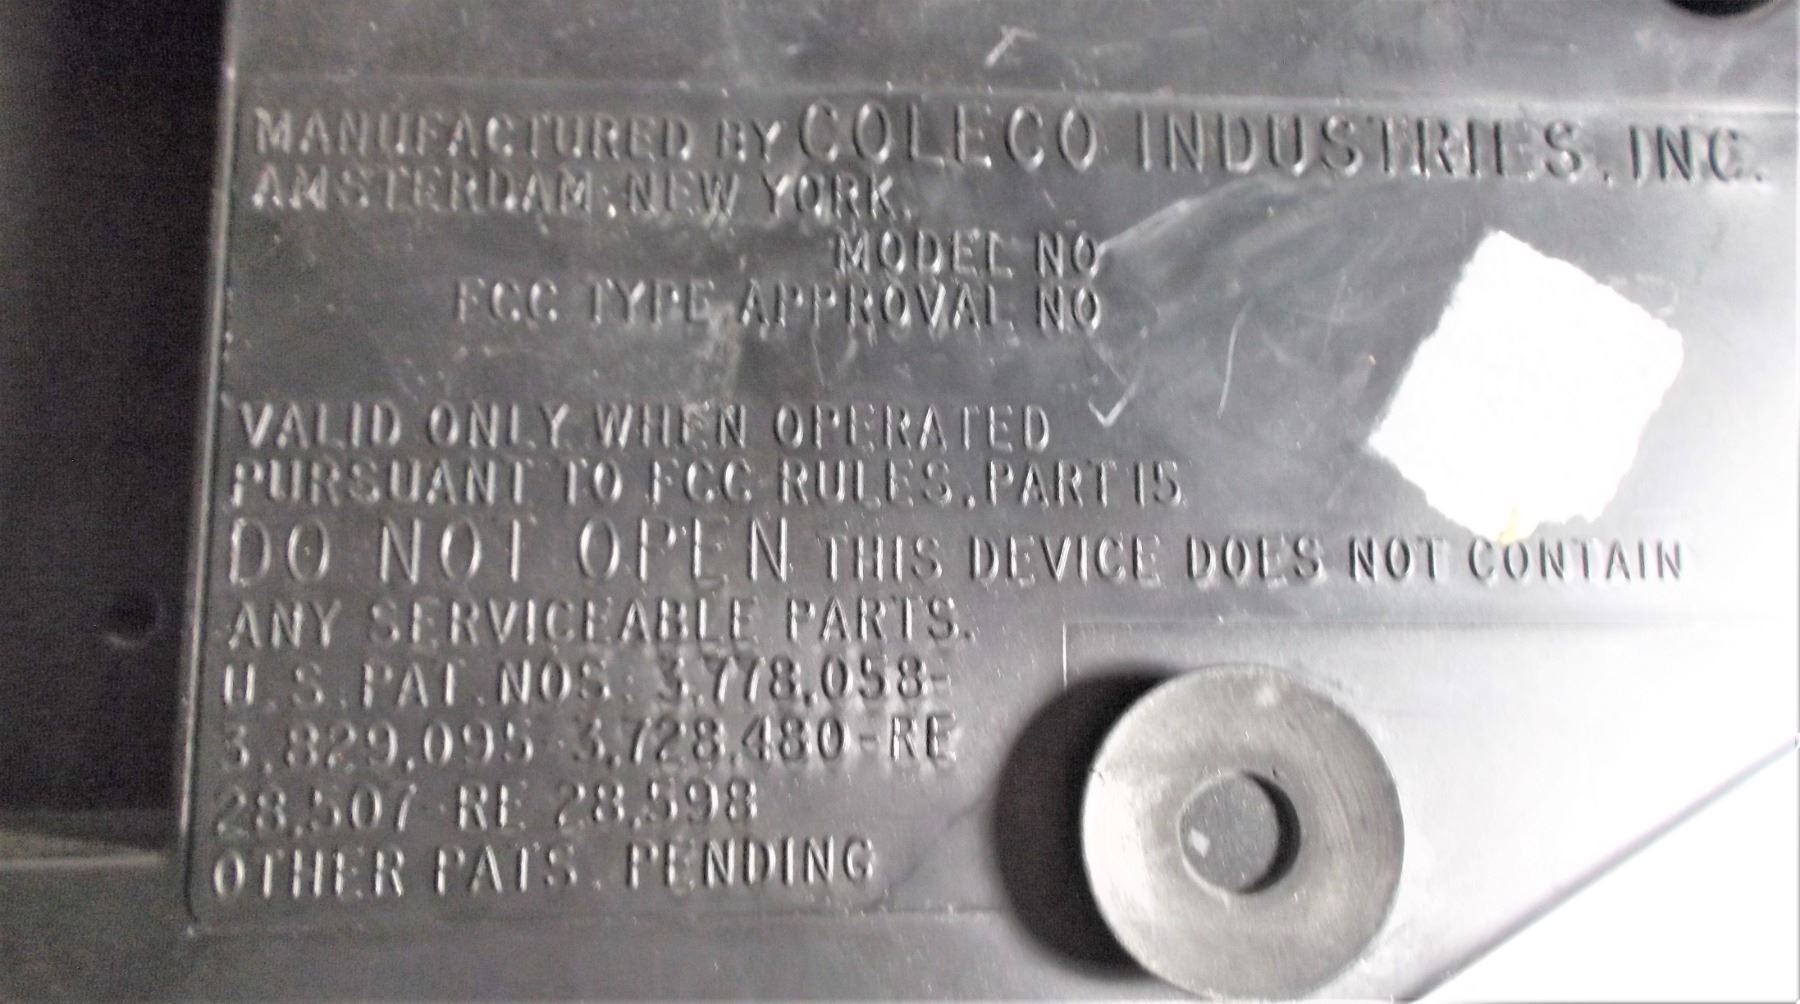 MANUFACTURED BY COLECO INDUSTRIES, INC.
AMSTERDAM, NEW YORK.
MODEL NO
FCC TYPE APPROVAL NO
VALID ONLY WHEN OPERATED
PURSUANT TO FCC RULES, PART 15
DO NOT OPEN THIS DEVICE DOES NOT CONTAIN
ANY SERVICEABLE PARTS.
U.S. PAT. NOS. 3,778,058-
3,829,095 3,728,480-RE
28,507-RE 28,598
OTHER PATS. PENDING